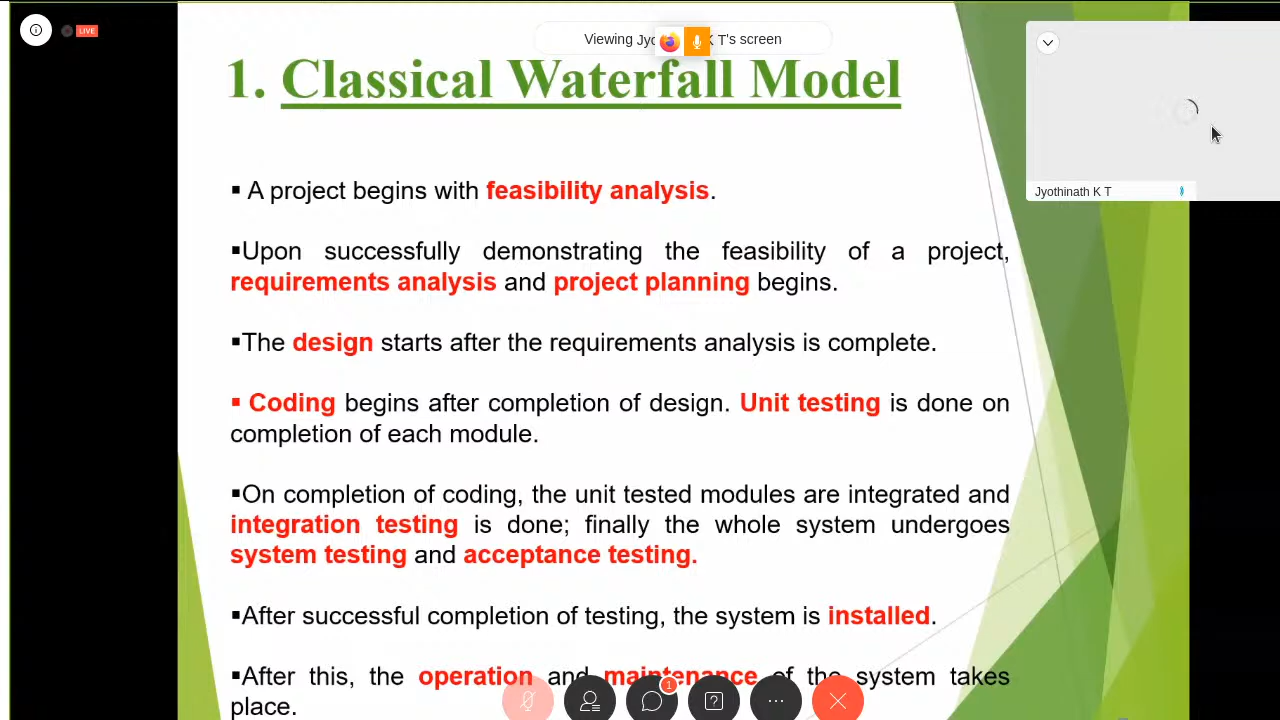 LIVE
Viewing Jyo K T's screen
1. Classical Waterfall Model
Jyothinath K T
▪ A project begins with feasibility analysis.
▪Upon successfully demonstrating the feasibility of a project,
requirements analysis and project planning begins.
▪The design starts after the requirements analysis is complete.
▪ Coding begins after completion of design. Unit testing is done on
completion of each module.
▪On completion of coding, the unit tested modules are integrated and
integration testing is done; finally the whole system undergoes
system testing and acceptance testing.
▪After successful completion of testing, the system is installed.
▪After this, the operation and maintenance of the system takes
place.
1